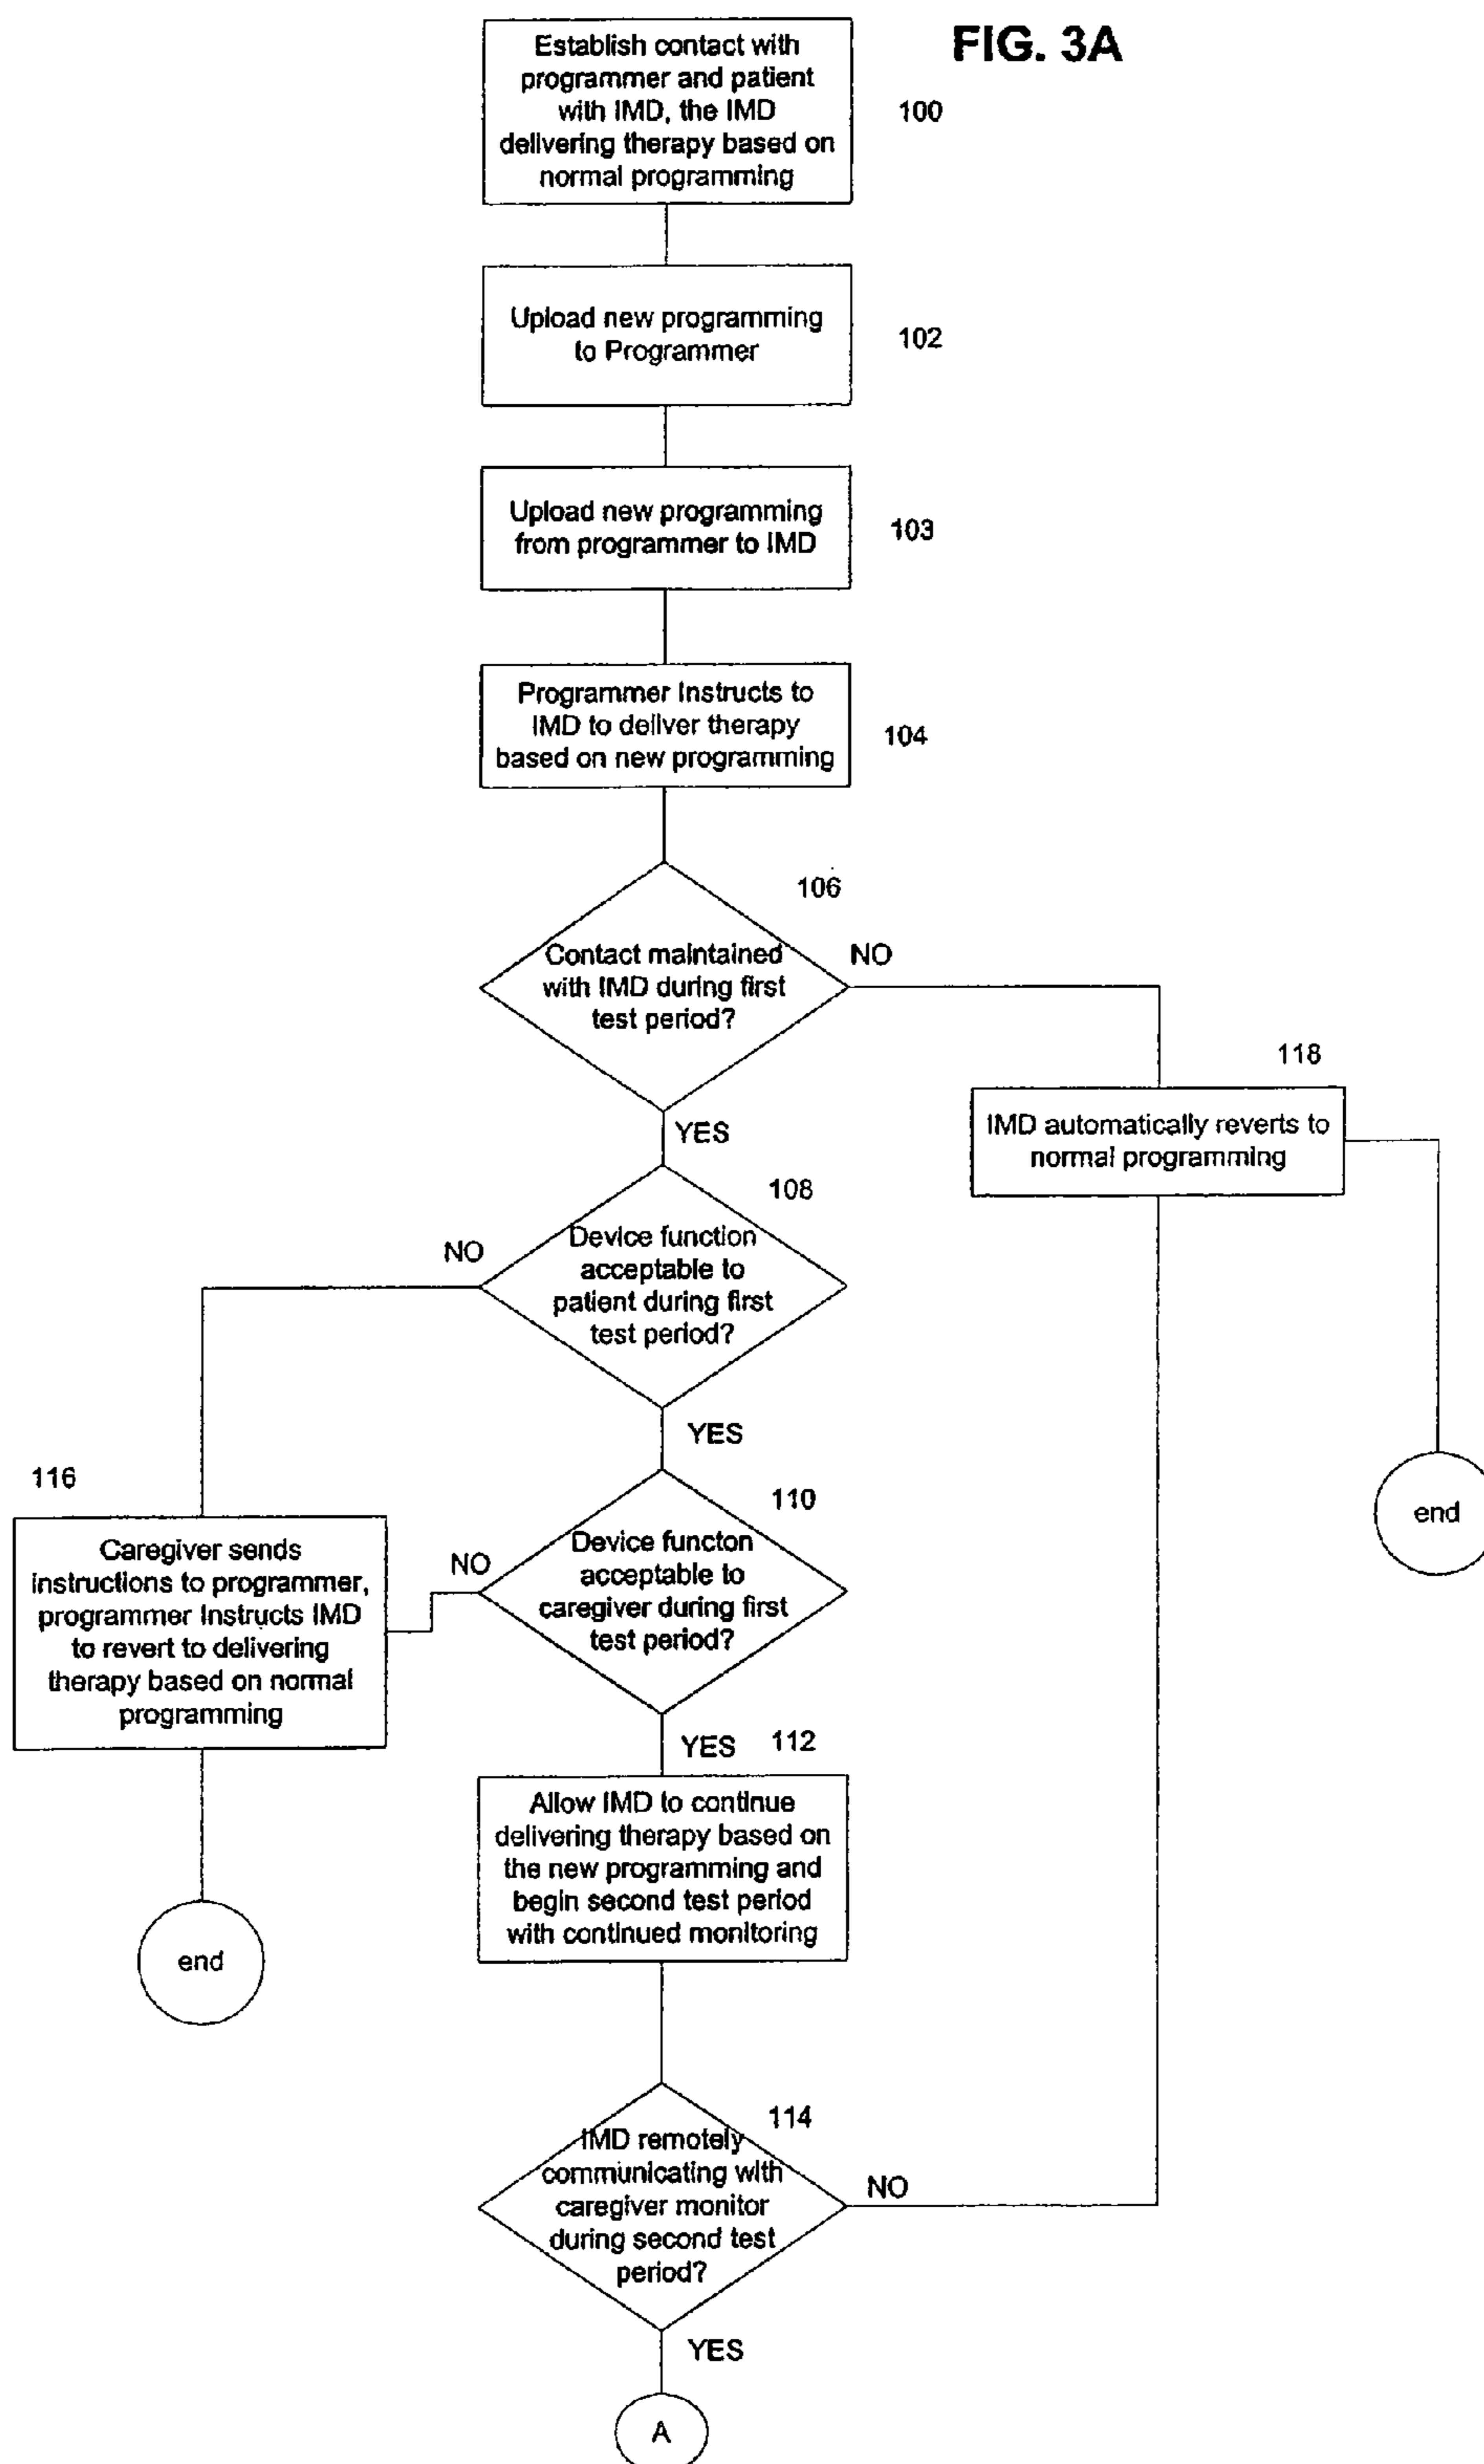 FIG. 3A
Establish contact with
programmer and patient
with IMD, the IMD
delivering therapy based on
normal programming
100
Upload new programming
to Programmer
102
Upload new programming
from programmer to IMD
103
Programmer Instructs to
IMD to deliver therapy
based on new programming
104
106
Contact maintained
with IMD during first
test period?
NO
YES
118
IMD automatically reverts to
normal programming
end
108
Device function
acceptable to
patient during first
test period?
NO
YES
116
Caregiver sends
instructions to programmer,
programmer Instructs IMD
to revert to delivering
therapy based on normal
programming
end
110
Device functon
acceptable to
caregiver during first
test period?
NO
YES
112
Allow IMD to continue
delivering therapy based on
the new programming and
begin second test period
with continued monitoring
114
IMD remotely
communicating with
caregiver monitor
during second test
period?
NO
YES
A